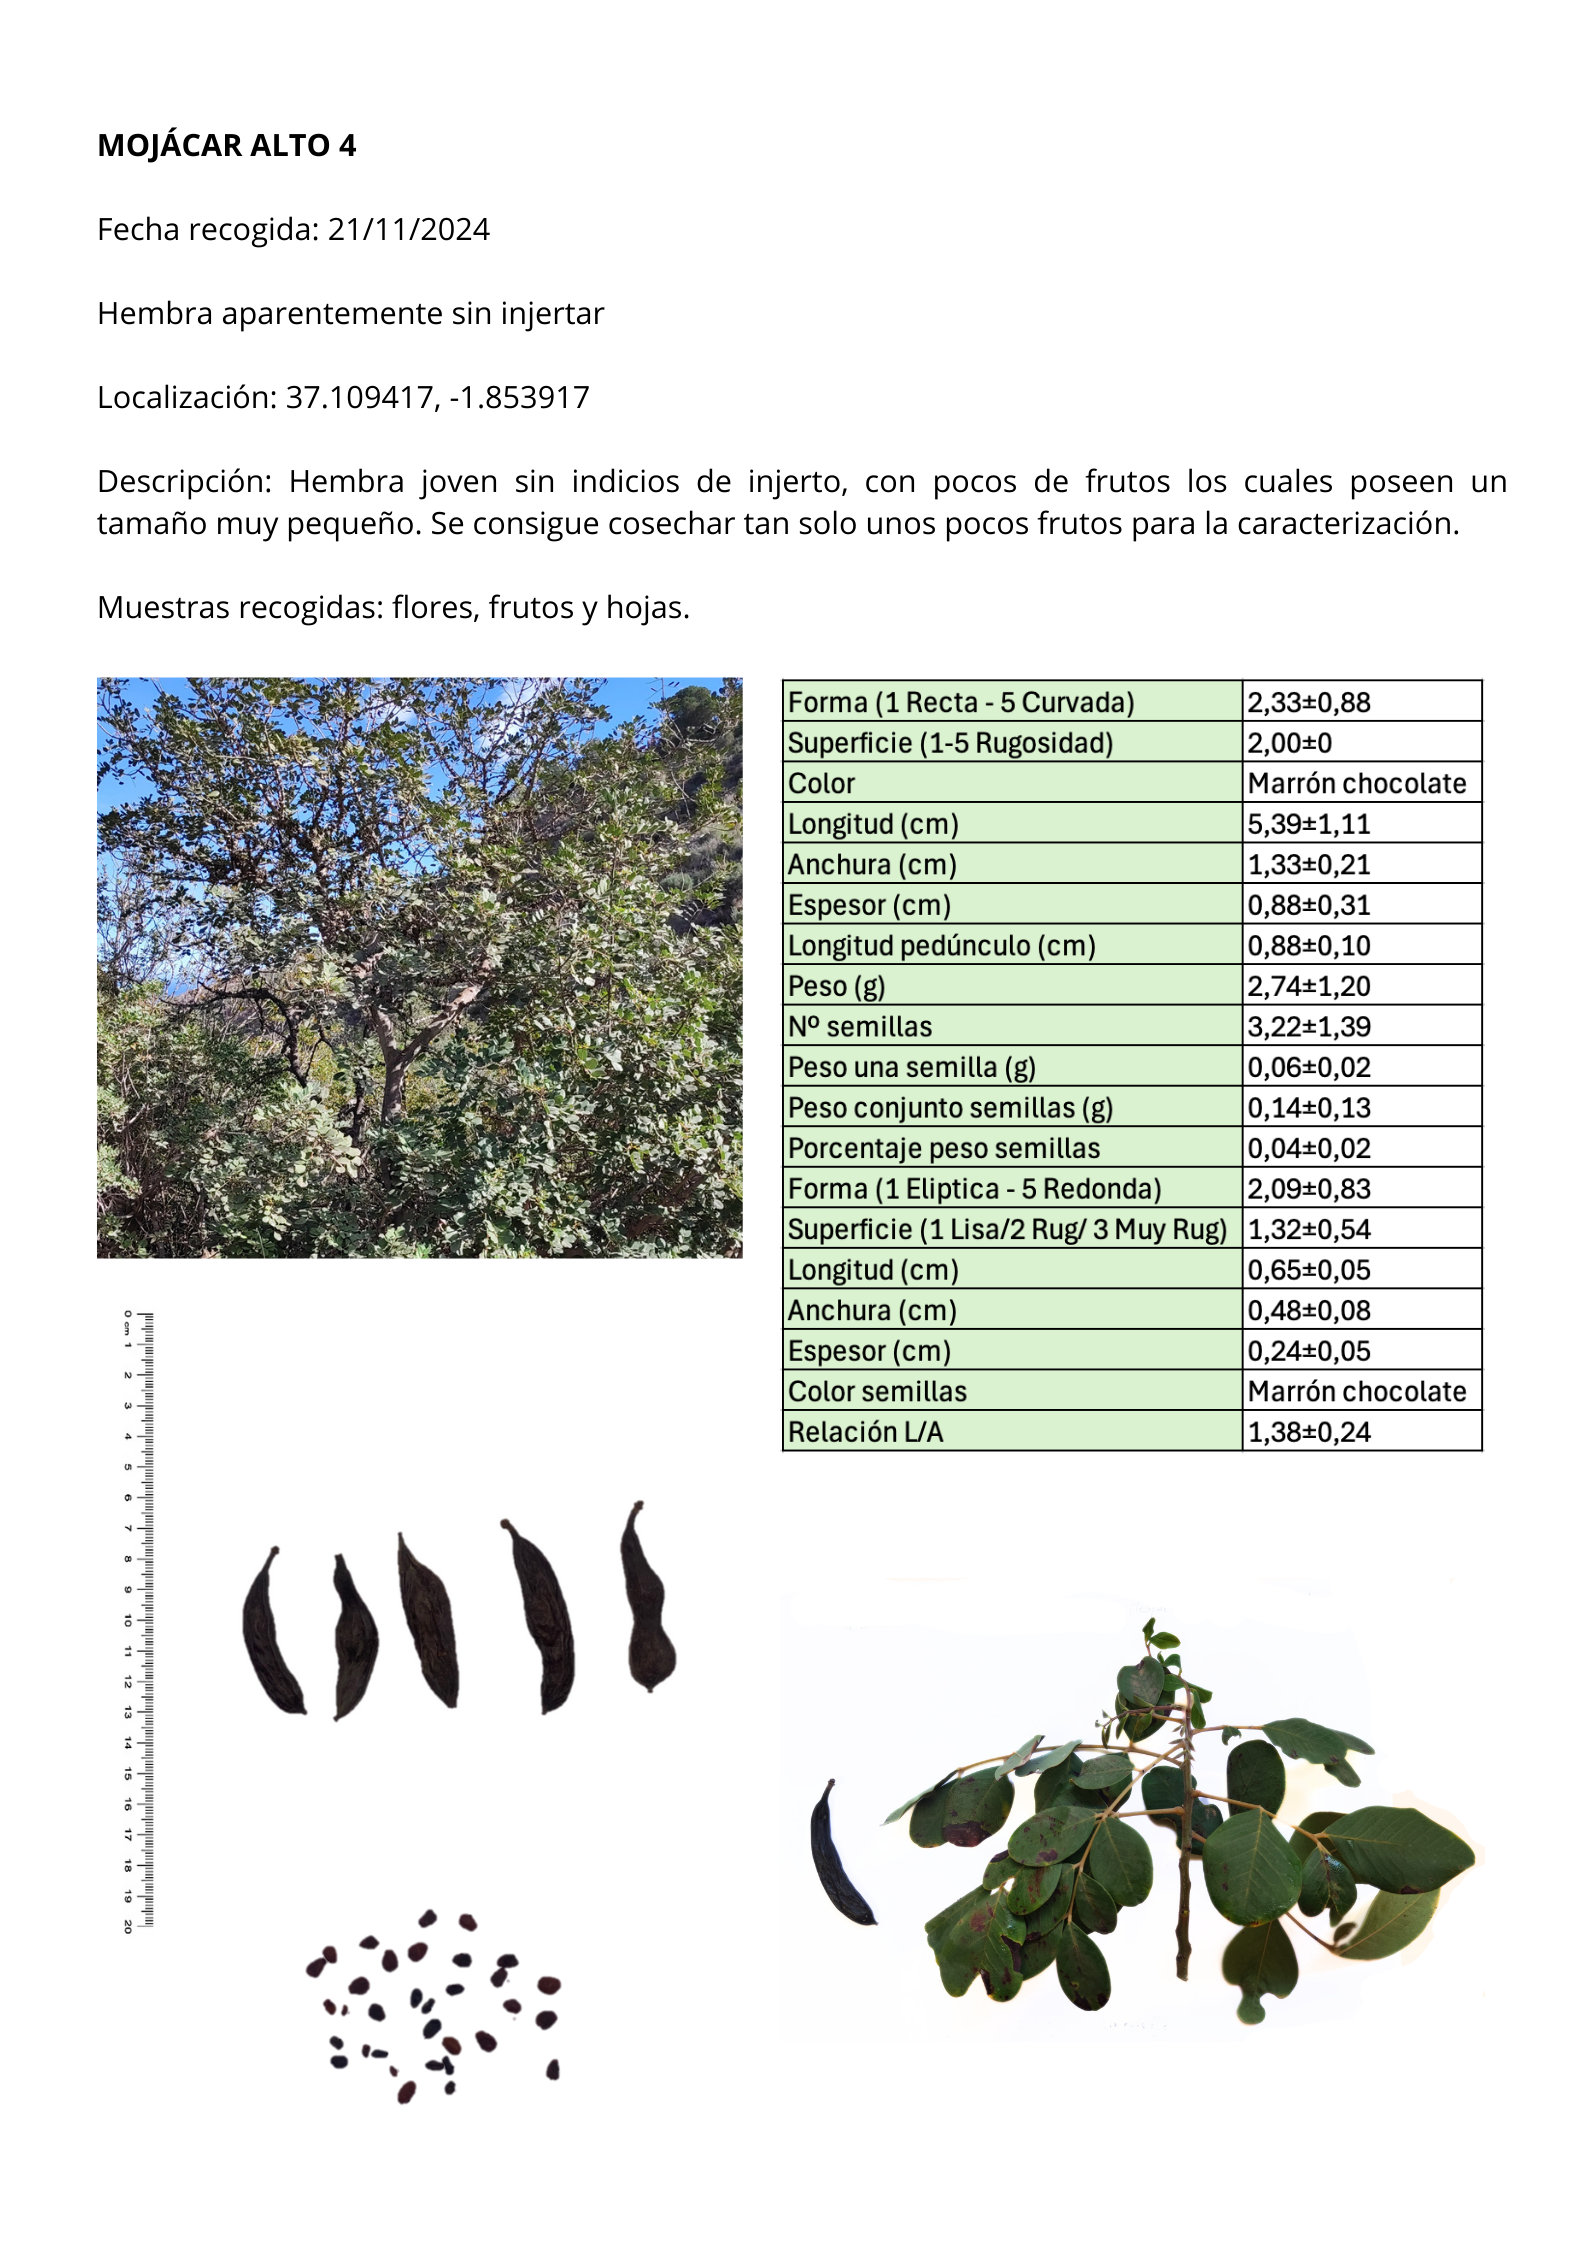 MOJÁCAR ALTO 4
Fecha recogida: 21/11/2024
Hembra aparentemente sin injertar
Localización: 37.109417, -1.853917
Descripción: Hembra joven sin indicios de injerto, con pocos de frutos los cuales poseen un
tamaño muy pequeño. Se consigue cosechar tan solo unos pocos frutos para la caracterización.
Muestras recogidas: flores, frutos y hojas.
Forma (1 Recta - 5 Curvada) 2,33±0,88
Superficie (1-5 Rugosidad) 2,00±0
Color Marrón chocolate
Longitud (cm) 5,39±1,11
Anchura (cm) 1,33±0,21
Espesor (cm) 0,88±0,31
Longitud pedúnculo (cm) 0,88±0,10
Peso (g) 2,74±1,20
Nº semillas 3,22±1,39
Peso una semilla (g) 0,06±0,02
Peso conjunto semillas (g) 0,14±0,13
Porcentaje peso semillas 0,04±0,02
Forma (1 Eliptica - 5 Redonda) 2,09±0,83
Superficie (1 Lisa/2 Rug/ 3 Muy Rug) 1,32±0,54
Longitud (cm) 0,65±0,05
Anchura (cm) 0,48±0,08
Espesor (cm) 0,24±0,05
Color semillas Marrón chocolate
Relación L/A 1,38±0,24
0 cm 1 2 3 4 5 6 7 8 9 10 11 12 13 14 15 16 17 18 19 20